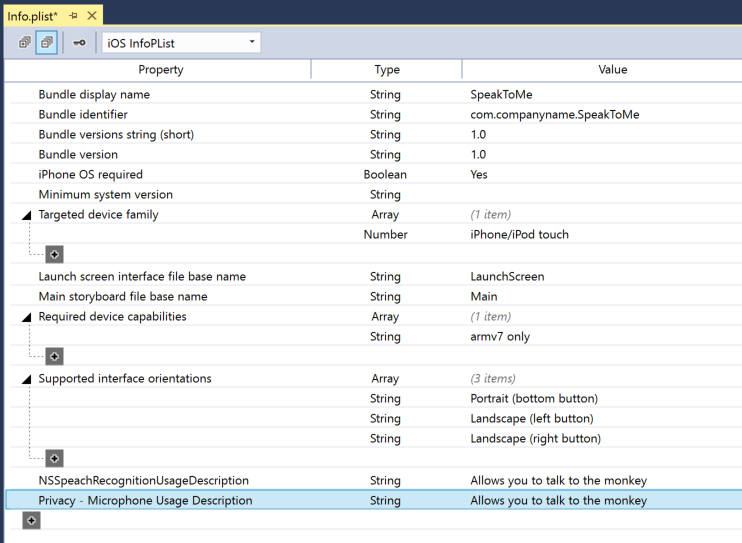 Info.plist*
iOS InfoPList
Property Type Value
Bundle display name String SpeakToMe
Bundle identifier String com.companyname.SpeakToMe
Bundle versions string (short) String 1.0
Bundle version String 1.0
iPhone OS required Boolean Yes
Minimum system version String
Targeted device family Array (1 item)
Number iPhone/iPod touch
Launch screen interface file base name String LaunchScreen
Main storyboard file base name String Main
Required device capabilities Array (1 item)
String armv7 only
Supported interface orientations Array (3 items)
String Portrait (bottom button)
String Landscape (left button)
String Landscape (right button)
NSSpeachRecognitionUsageDescription String Allows you to talk to the monkey
Privacy - Microphone Usage Description String Allows you to talk to the monkey